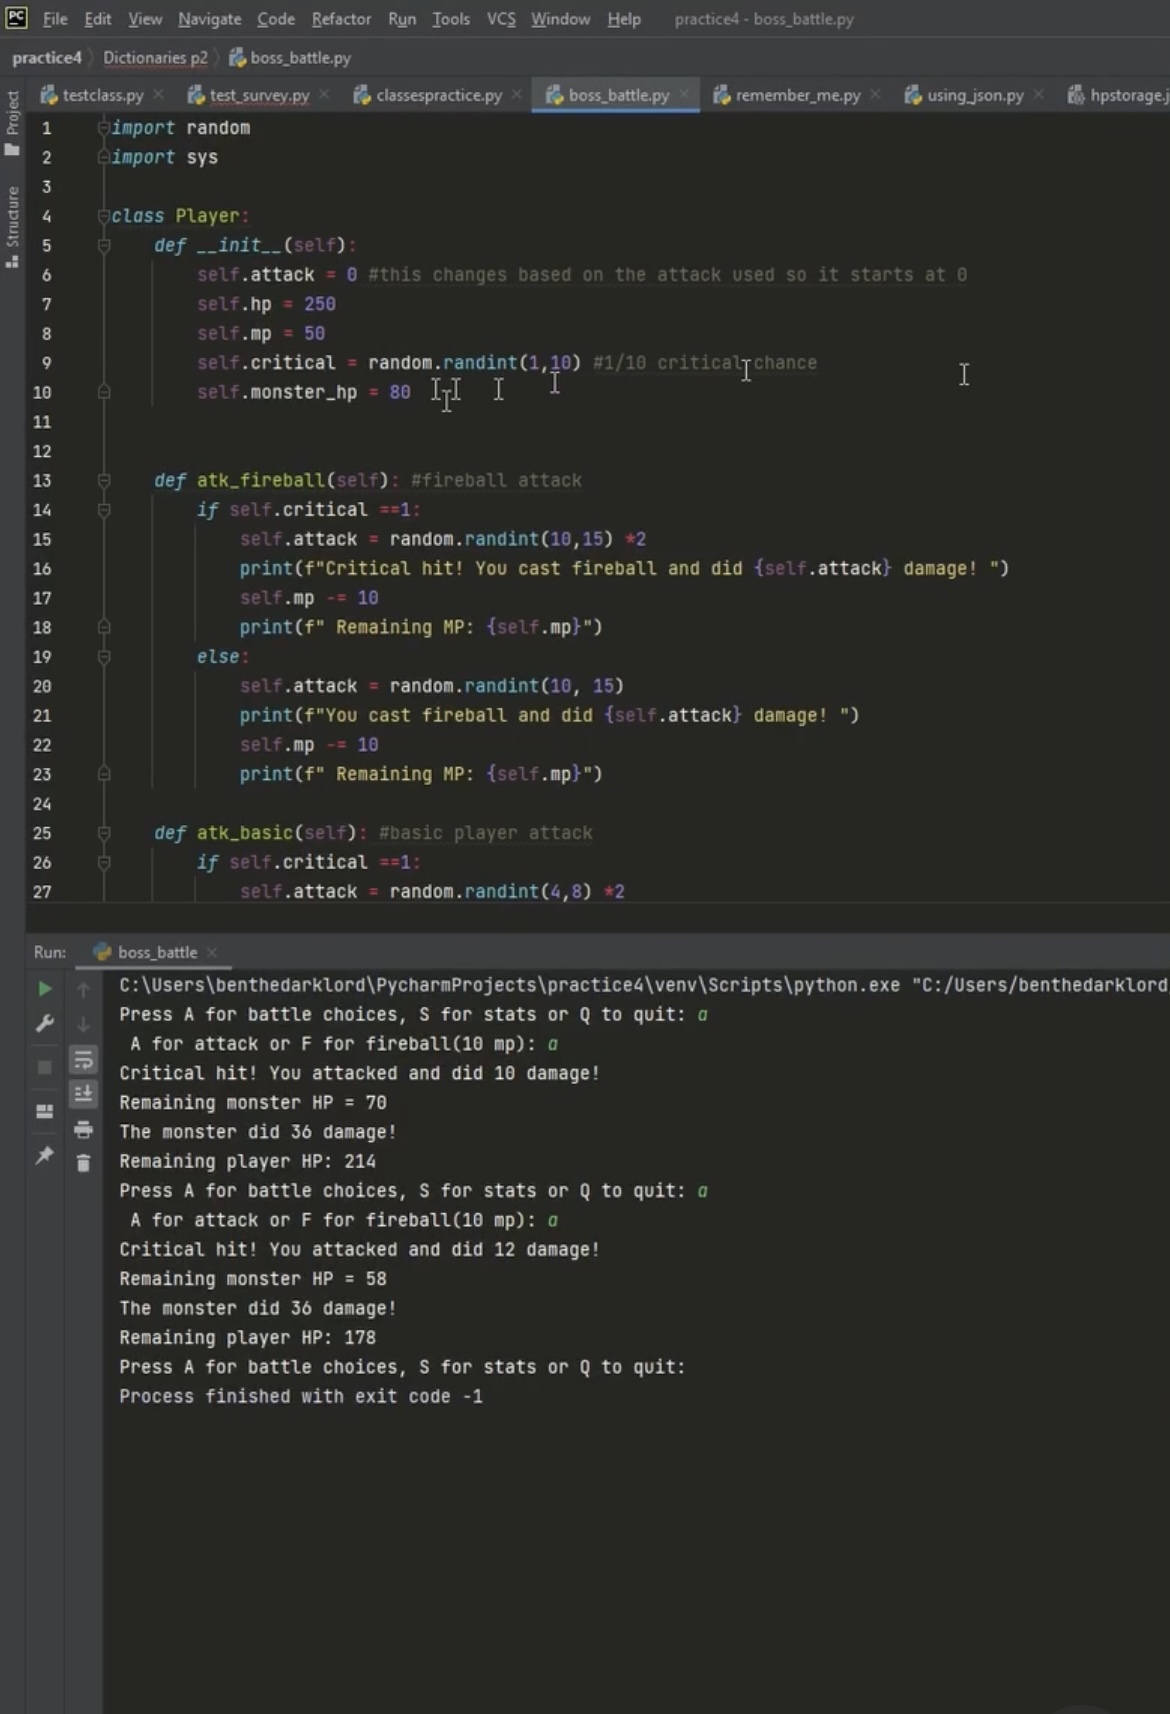 PC File Edit View Navigate Code Refactor Run Tools VCS Window Help practice4 - boss_battle.py
practice4 Dictionaries p2 boss_battle.py
testclass.py test_survey.py classespractice.py boss_battle.py remember_me.py using_json.py hpstorage.j
Project
Structure
1 import random
2 import sys
3
4 class Player:
5 def __init__(self):
6 self.attack = 0 #this changes based on the attack used so it starts at 0
7 self.hp = 250
8 self.mp = 50
9 self.critical = random.randint(1,10) #1/10 critical chance
10 self.monster_hp = 80
11
12
13 def atk_fireball(self): #fireball attack
14 if self.critical ==1:
15 self.attack = random.randint(10,15) *2
16 print(f"Critical hit! You cast fireball and did {self.attack} damage! ")
17 self.mp -= 10
18 print(f" Remaining MP: {self.mp}")
19 else:
20 self.attack = random.randint(10, 15)
21 print(f"You cast fireball and did {self.attack} damage! ")
22 self.mp -= 10
23 print(f" Remaining MP: {self.mp}")
24
25 def atk_basic(self): #basic player attack
26 if self.critical ==1:
27 self.attack = random.randint(4,8) *2
Run: boss_battle
C:\Users\benthedarklord\PycharmProjects\practice4\venv\Scripts\python.exe "C:/Users/benthedarklord
Press A for battle choices, S for stats or Q to quit: a
A for attack or F for fireball(10 mp): a
Critical hit! You attacked and did 10 damage!
Remaining monster HP = 70
The monster did 36 damage!
Remaining player HP: 214
Press A for battle choices, S for stats or Q to quit: a
A for attack or F for fireball(10 mp): a
Critical hit! You attacked and did 12 damage!
Remaining monster HP = 58
The monster did 36 damage!
Remaining player HP: 178
Press A for battle choices, S for stats or Q to quit:
Process finished with exit code -1